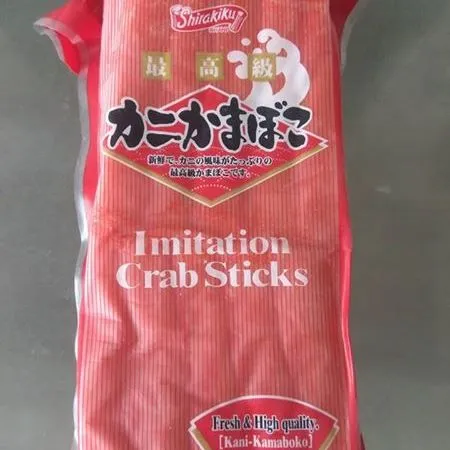 Shirakiku
BRAND
最高級
カニかまぼこ
新鮮で、カニの風味がたっぷりの
最高級かまぼこです。
Imitation
Crab Sticks
Fresh & High quality.
[Kani-Kamaboko]